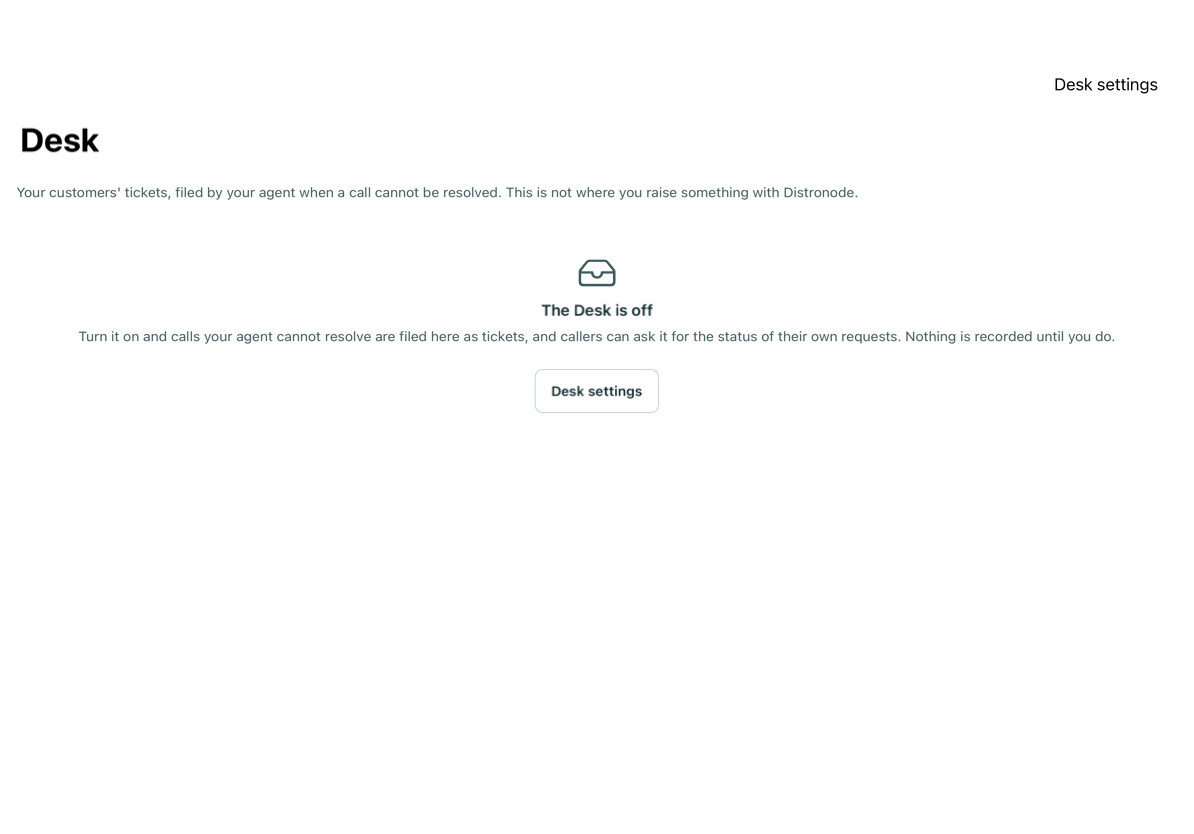 Desk settings
Desk
Your customers' tickets, filed by your agent when a call cannot be resolved. This is not where you raise something with Distronode.
The Desk is off
Turn it on and calls your agent cannot resolve are filed here as tickets, and callers can ask it for the status of their own requests. Nothing is recorded until you do.
Desk settings